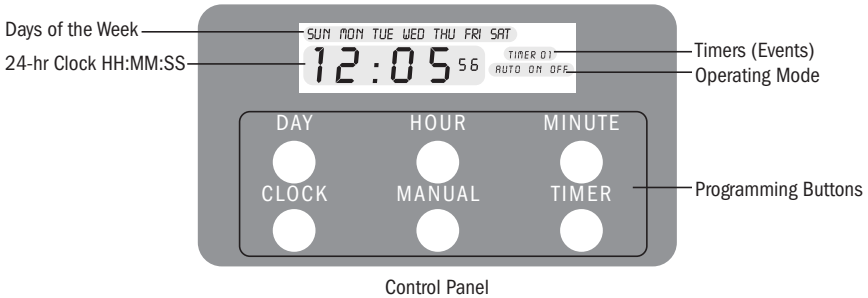 Days of the Week
SUN MON TUE WED THU FRI SAT
24-hr Clock HH:MM:SS
12:05 56
TIMER 01
Timers (Events)
AUTO ON OFF
Operating Mode
DAY HOUR MINUTE
CLOCK MANUAL TIMER
Programming Buttons
Control Panel